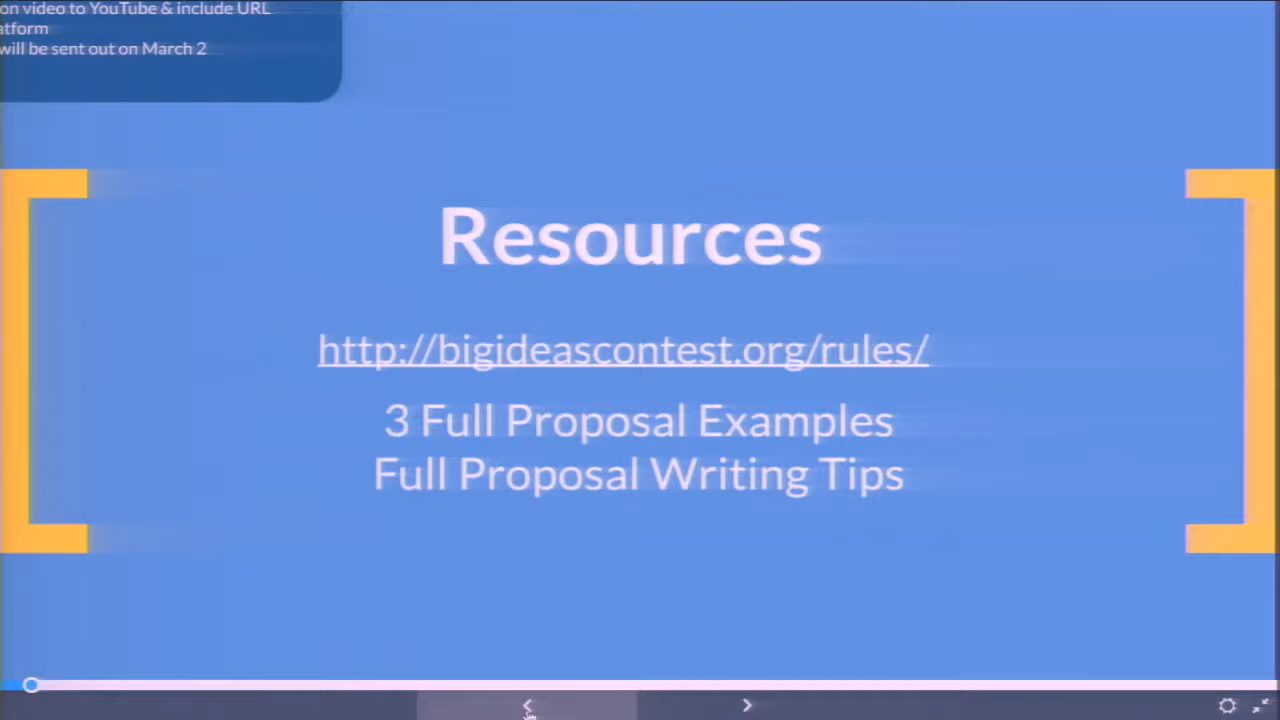 on video to YouTube & include URL
atform
will be sent out on March 2
Resources
http://bigideascontest.org/rules/
3 Full Proposal Examples
Full Proposal Writing Tips